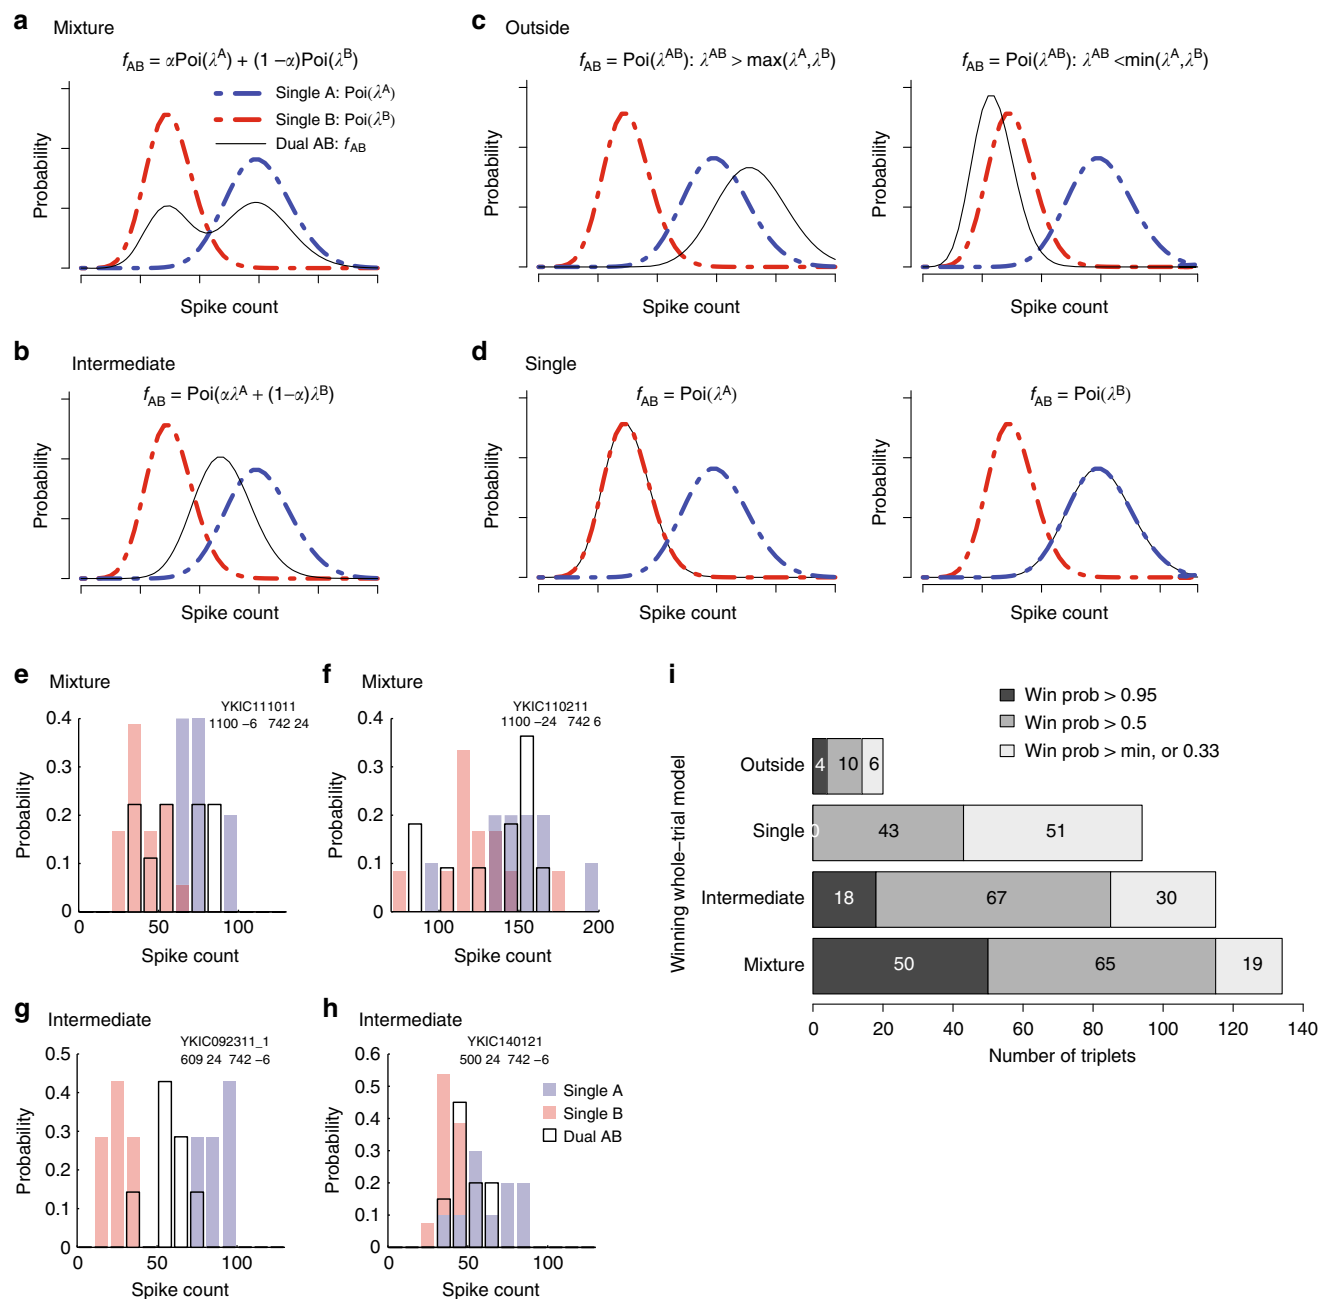 a Mixture
f_AB = αPoi(λ^A) + (1 −α)Poi(λ^B)
Single A: Poi(λ^A)
Single B: Poi(λ^B)
Dual AB: f_AB
Probability
Spike count
c Outside
f_AB = Poi(λ^AB): λ^AB > max(λ^A,λ^B)
Probability
Spike count
f_AB = Poi(λ^AB): λ^AB <min(λ^A,λ^B)
Probability
Spike count
b Intermediate
f_AB = Poi(αλ^A + (1−α)λ^B)
Probability
Spike count
d Single
f_AB = Poi(λ^A)
Probability
Spike count
f_AB = Poi(λ^B)
Probability
Spike count
e Mixture
YKIC111011
1100 −6 742 24
0.4
0.3
0.2
0.1
0
Probability
0 50 100
Spike count
f Mixture
YKIC110211
1100 −24 742 6
0.4
0.3
0.2
0.1
0
Probability
100 150 200
Spike count
g Intermediate
YKIC092311_1
609 24 742 −6
0.5
0.4
0.3
0.2
0.1
0
Probability
0 50 100
Spike count
h Intermediate
YKIC140121
500 24 742 −6
Single A
Single B
Dual AB
0.6
0.5
0.4
0.3
0.2
0.1
0
Probability
0 50 100
Spike count
i
Win prob > 0.95
Win prob > 0.5
Win prob > min, or 0.33
Winning whole−trial model
Outside 4 10 6
Single 0 43 51
Intermediate 18 67 30
Mixture 50 65 19
0 20 40 60 80 100 120 140
Number of triplets